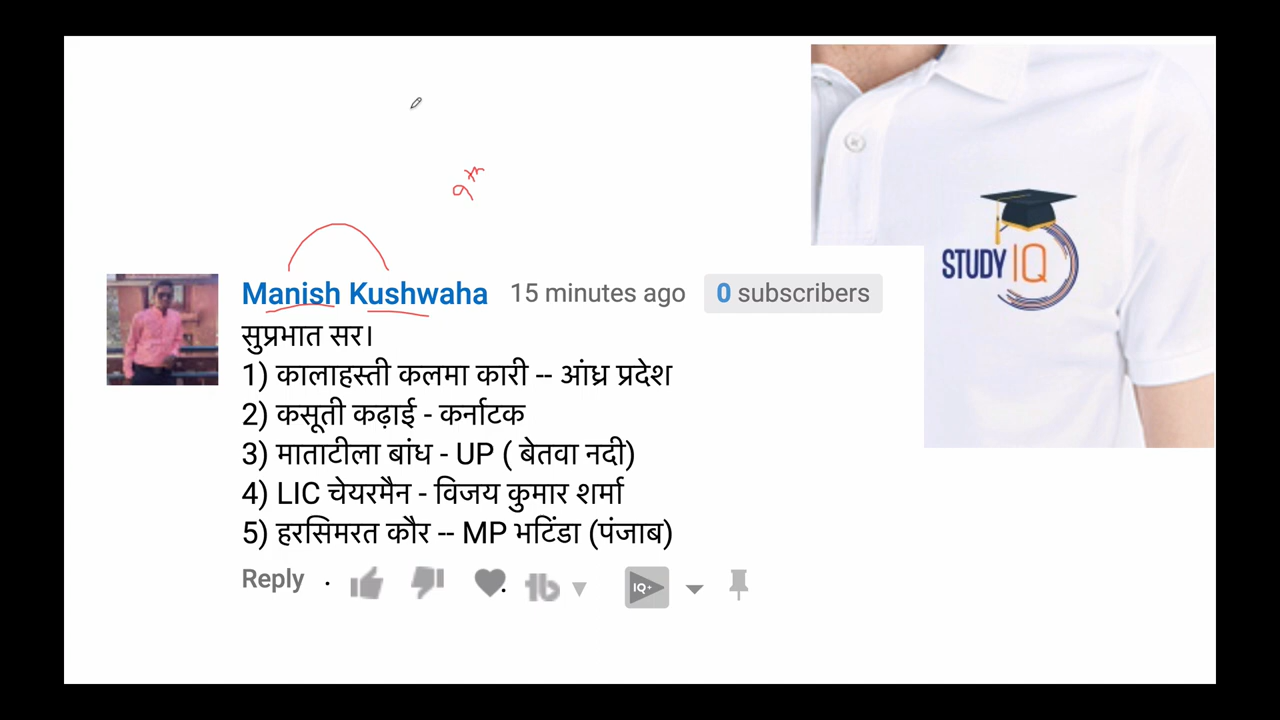 STUDY IQ
Manish Kushwaha 15 minutes ago 0 subscribers
सुप्रभात सर।
1) कालाहस्ती कलमा कारी -- आंध्र प्रदेश
2) कसूती कढ़ाई - कर्नाटक
3) माताटीला बांध - UP ( बेतवा नदी)
4) LIC चेयरमैन - विजय कुमार शर्मा
5) हरसिमरत कौर -- MP भटिंडा (पंजाब)
Reply
IQ+